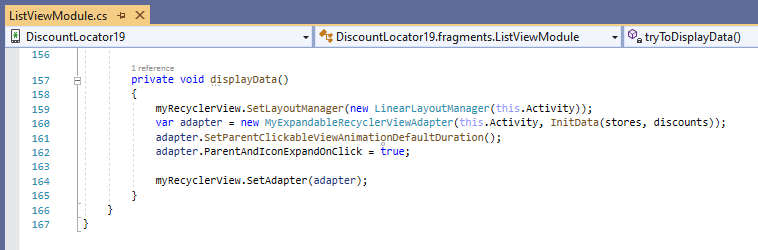 ListViewModule.cs
DiscountLocator19 DiscountLocator19.fragments.ListViewModule tryToDisplayData()
156
1 reference
157 private void displayData()
158 {
159 myRecyclerView.SetLayoutManager(new LinearLayoutManager(this.Activity));
160 var adapter = new MyExpandableRecyclerViewAdapter(this.Activity, InitData(stores, discounts));
161 adapter.SetParentClickableViewAnimationDefaultDuration();
162 adapter.ParentAndIconExpandOnClick = true;
163
164 myRecyclerView.SetAdapter(adapter);
165 }
166 }
167 }